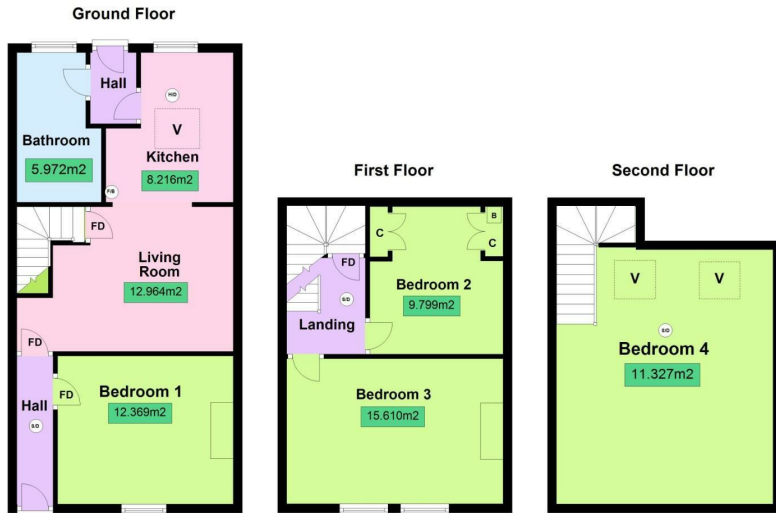 Ground Floor
Hall
H/D
V
Bathroom
5.972m2
Kitchen
8.216m2
F/B
FD
Living
Room
12.964m2
FD
FD
Bedroom 1
12.369m2
Hall
S/D
First Floor
C
B
C
FD
S/D
Landing
Bedroom 2
9.799m2
Bedroom 3
15.610m2
Second Floor
V
V
S/D
Bedroom 4
11.327m2